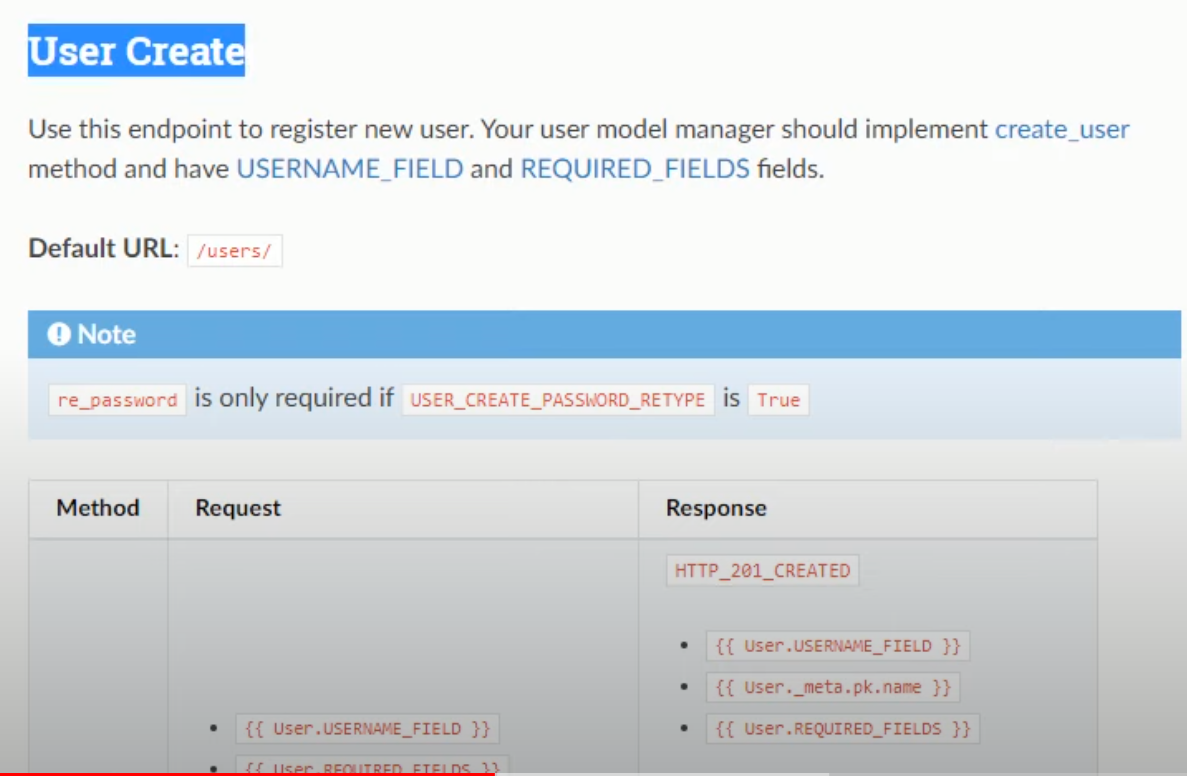 User Create
Use this endpoint to register new user. Your user model manager should implement create_user
method and have USERNAME_FIELD and REQUIRED_FIELDS fields.
Default URL: /users/
! Note
re_password is only required if USER_CREATE_PASSWORD_RETYPE is True
Method Request Response
HTTP_201_CREATED
• {{ User.USERNAME_FIELD }}
• {{ User._meta.pk.name }}
• {{ User.USERNAME_FIELD }} • {{ User.REQUIRED_FIELDS }}
• {{ User.REQUIRED_FIELDS }}